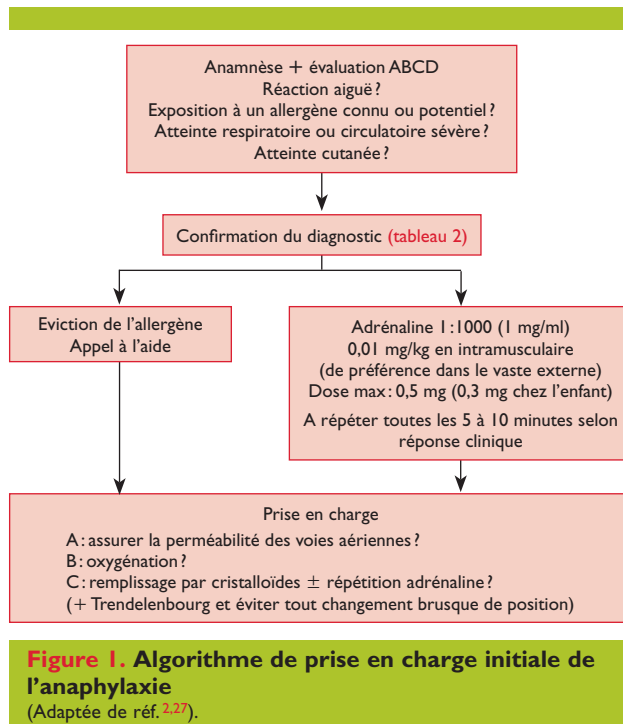 Anamnèse + évaluation ABCD
Réaction aiguë ?
Exposition à un allergène connu ou potentiel ?
Atteinte respiratoire ou circulatoire sévère ?
Atteinte cutanée ?
Confirmation du diagnostic (tableau 2)
Eviction de l’allergène
Appel à l’aide
Adrénaline 1:1000 (1 mg/ml)
0,01 mg/kg en intramusculaire
(de préférence dans le vaste externe)
Dose max : 0,5 mg (0,3 mg chez l’enfant)
A répéter toutes les 5 à 10 minutes selon
réponse clinique
Prise en charge
A : assurer la perméabilité des voies aériennes ?
B : oxygénation ?
C : remplissage par cristalloïdes ± répétition adrénaline ?
(+ Trendelenbourg et éviter tout changement brusque de position)
Figure 1. Algorithme de prise en charge initiale de
l’anaphylaxie
(Adaptée de réf. 2,27).